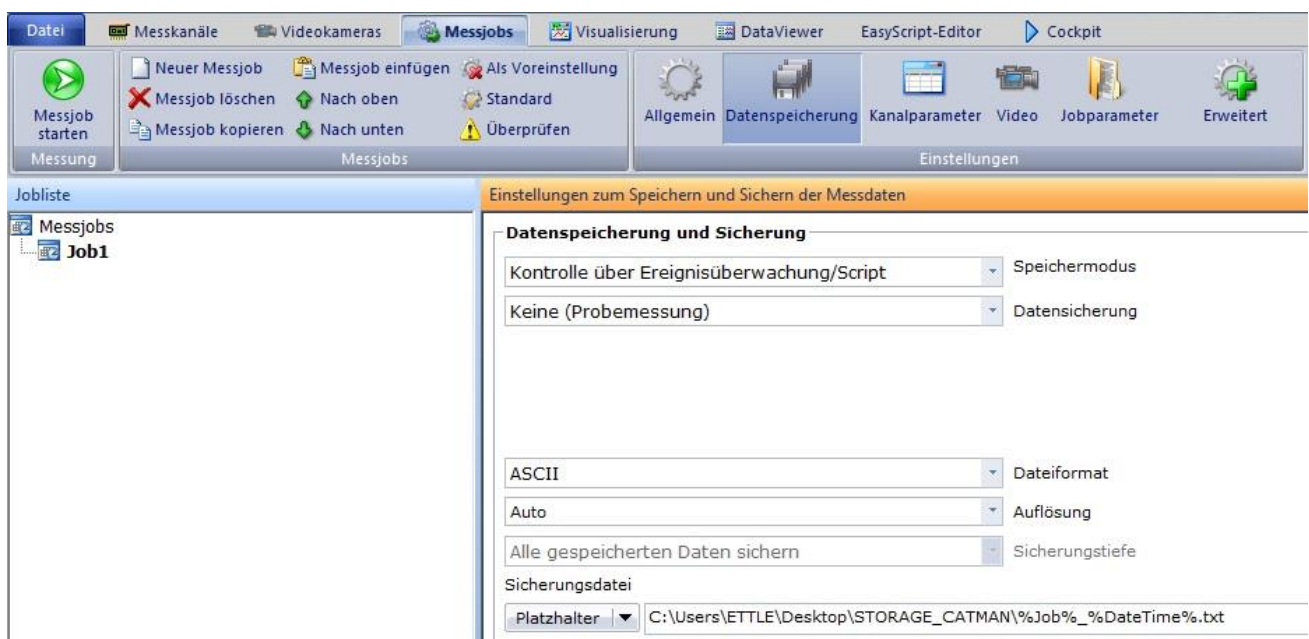 Datei Messkanäle Videokameras Messjobs Visualisierung DataViewer EasyScript-Editor Cockpit
Messjob starten
Neuer Messjob Messjob einfügen Als Voreinstellung
Messjob löschen Nach oben Standard
Messjob kopieren Nach unten Überprüfen
Allgemein Datenspeicherung Kanalparameter Video Jobparameter Erweitert
Messung Messjobs Einstellungen
Jobliste
Messjobs
Job1
Einstellungen zum Speichern und Sichern der Messdaten
Datenspeicherung und Sicherung
Kontrolle über Ereignisüberwachung/Script Speichermodus
Keine (Probemessung) Datensicherung
ASCII Dateiformat
Auto Auflösung
Alle gespeicherten Daten sichern Sicherungstiefe
Sicherungsdatei
Platzhalter C:\Users\ETTLE\Desktop\STORAGE_CATMAN\%Job%_%DateTime%.txt